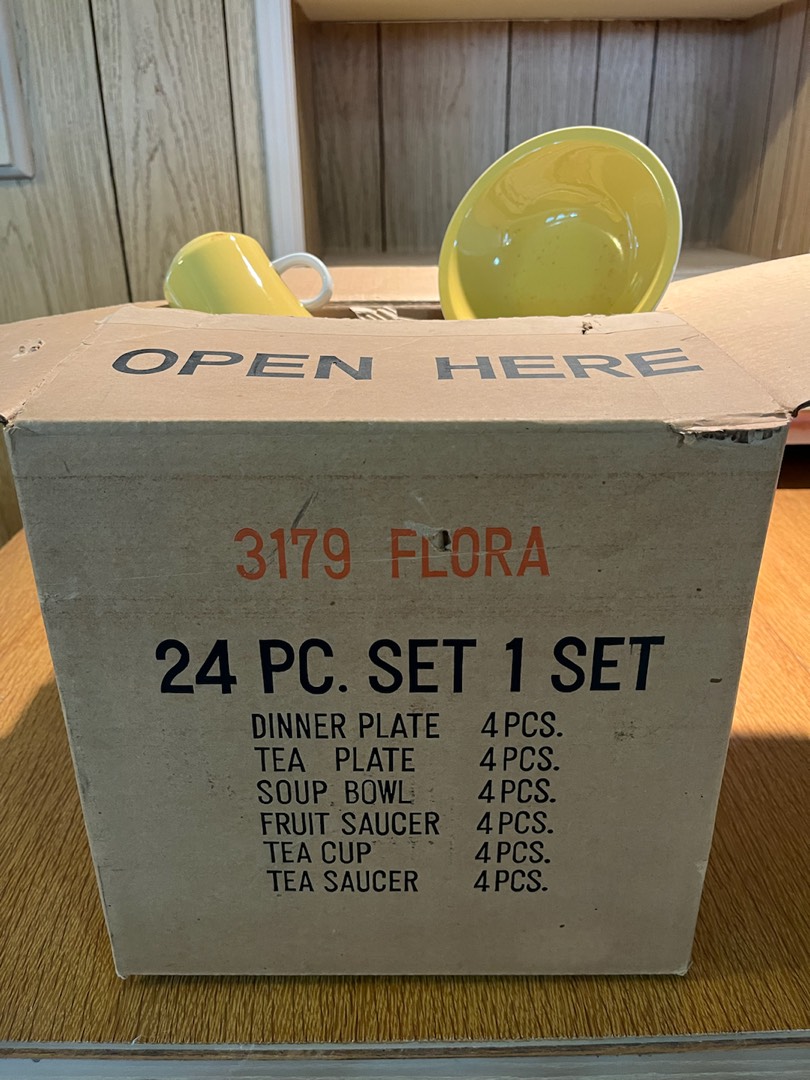 OPEN HERE
3179 FLORA
24 PC. SET 1 SET
DINNER PLATE 4 PCS.
TEA PLATE 4 PCS.
SOUP BOWL 4 PCS.
FRUIT SAUCER 4 PCS.
TEA CUP 4 PCS.
TEA SAUCER 4 PCS.